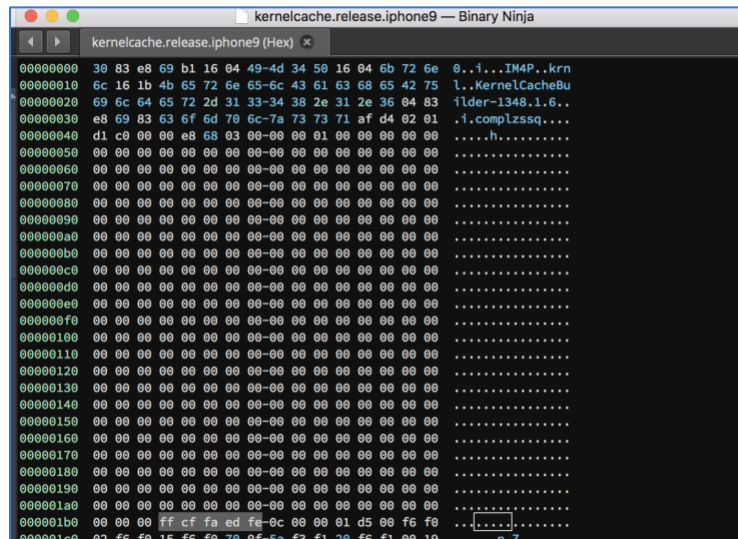 kernelcache.release.iphone9 — Binary Ninja
kernelcache.release.iphone9 (Hex)
00000000 30 83 e8 69 b1 16 04 49-4d 34 50 16 04 6b 72 6e 0..i...IM4P..krn
00000010 6c 16 1b 4b 65 72 6e 65-6c 43 61 63 68 65 42 75 l..KernelCacheBu
00000020 69 6c 64 65 72 2d 31 33-34 38 2e 31 2e 36 04 83 ilder-1348.1.6..
00000030 e8 69 83 63 6f 6d 70 6c-7a 73 73 71 af d4 02 01 .i.complzssq....
00000040 d1 c0 00 00 e8 68 03 00-00 00 01 00 00 00 00 00 .....h..........
00000050 00 00 00 00 00 00 00 00-00 00 00 00 00 00 00 00 ................
00000060 00 00 00 00 00 00 00 00-00 00 00 00 00 00 00 00 ................
00000070 00 00 00 00 00 00 00 00-00 00 00 00 00 00 00 00 ................
00000080 00 00 00 00 00 00 00 00-00 00 00 00 00 00 00 00 ................
00000090 00 00 00 00 00 00 00 00-00 00 00 00 00 00 00 00 ................
000000a0 00 00 00 00 00 00 00 00-00 00 00 00 00 00 00 00 ................
000000b0 00 00 00 00 00 00 00 00-00 00 00 00 00 00 00 00 ................
000000c0 00 00 00 00 00 00 00 00-00 00 00 00 00 00 00 00 ................
000000d0 00 00 00 00 00 00 00 00-00 00 00 00 00 00 00 00 ................
000000e0 00 00 00 00 00 00 00 00-00 00 00 00 00 00 00 00 ................
000000f0 00 00 00 00 00 00 00 00-00 00 00 00 00 00 00 00 ................
00000100 00 00 00 00 00 00 00 00-00 00 00 00 00 00 00 00 ................
00000110 00 00 00 00 00 00 00 00-00 00 00 00 00 00 00 00 ................
00000120 00 00 00 00 00 00 00 00-00 00 00 00 00 00 00 00 ................
00000130 00 00 00 00 00 00 00 00-00 00 00 00 00 00 00 00 ................
00000140 00 00 00 00 00 00 00 00-00 00 00 00 00 00 00 00 ................
00000150 00 00 00 00 00 00 00 00-00 00 00 00 00 00 00 00 ................
00000160 00 00 00 00 00 00 00 00-00 00 00 00 00 00 00 00 ................
00000170 00 00 00 00 00 00 00 00-00 00 00 00 00 00 00 00 ................
00000180 00 00 00 00 00 00 00 00-00 00 00 00 00 00 00 00 ................
00000190 00 00 00 00 00 00 00 00-00 00 00 00 00 00 00 00 ................
000001a0 00 00 00 00 00 00 00 00-00 00 00 00 00 00 00 00 ................
000001b0 00 00 00 ff cf fa ed fe-0c 00 00 01 d5 00 f6 f0 ................
000001c0 02 f6 f0 15 f6 f0 70 0f-5a f3 f1 20 f6 f1 00 19